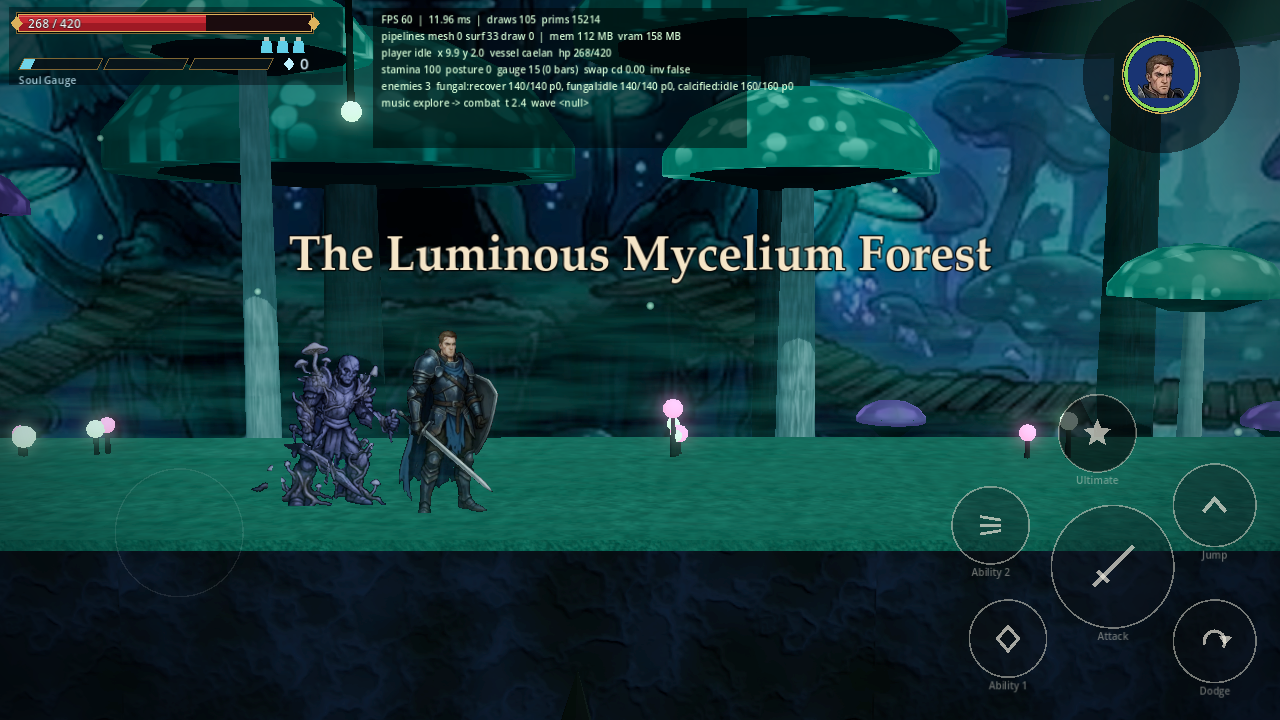 268 / 420
0
Soul Gauge
FPS 60 | 11.96 ms | draws 105 prims 15214
pipelines mesh 0 surf 33 draw 0 | mem 112 MB vram 158 MB
player idle x 9.9 y 2.0 vessel caelan hp 268/420
stamina 100 posture 0 gauge 15 (0 bars) swap cd 0.00 inv false
enemies 3 fungal:recover 140/140 p0, fungal:idle 140/140 p0, calcified:idle 160/160 p0
music explore -> combat t 2.4 wave <null>
The Luminous Mycelium Forest
Ultimate
Jump
Ability 2
Attack
Ability 1
Dodge